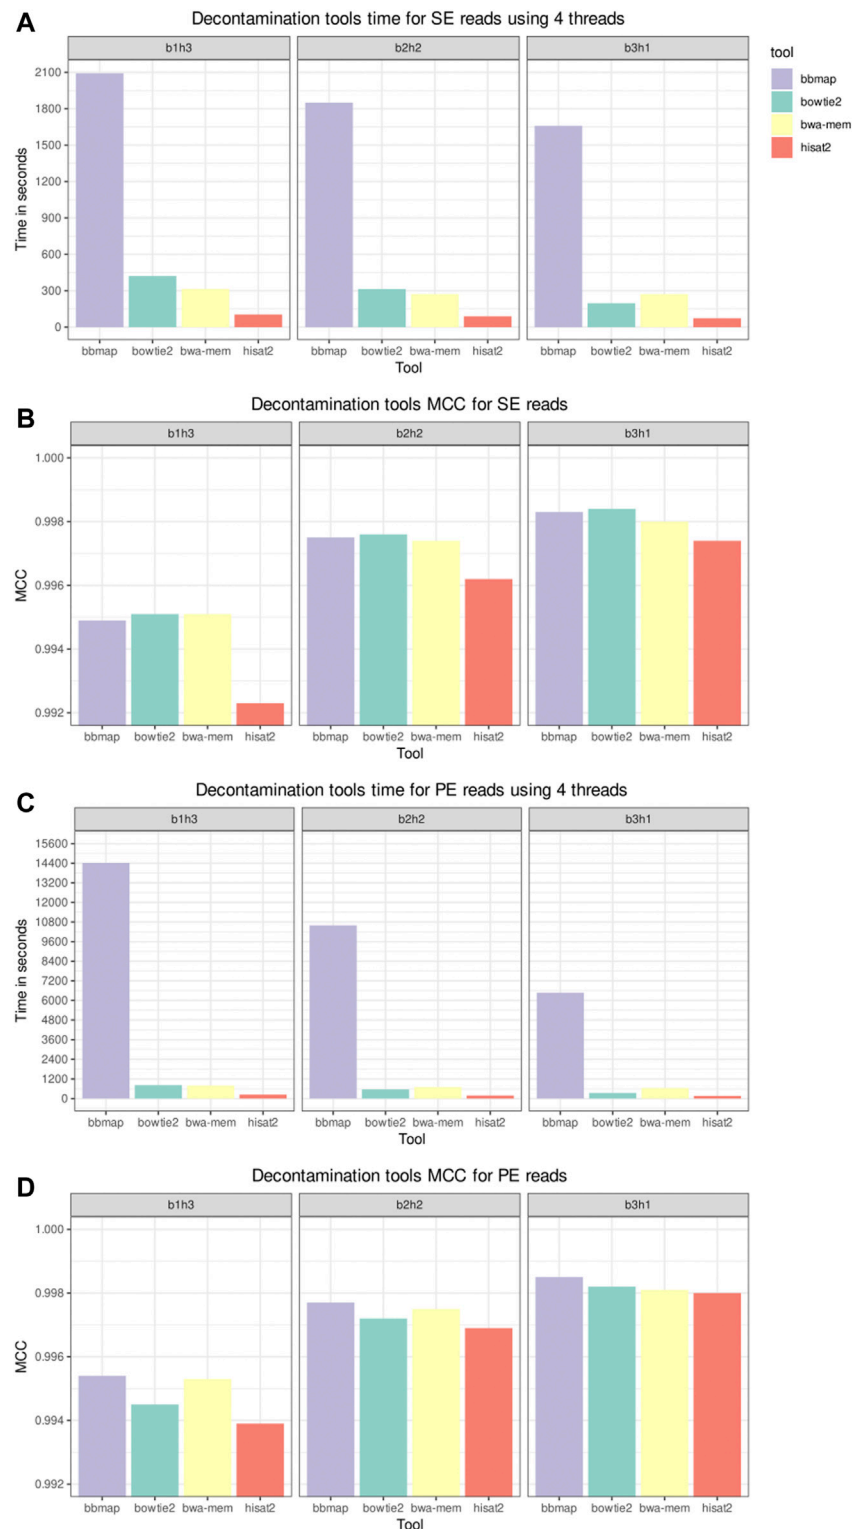 A
Decontamination tools time for SE reads using 4 threads
b1h3 b2h2 b3h1
2100
1800
1500
1200
900
600
300
0
Time in seconds
bbmap bowtie2 bwa-mem hisat2 bbmap bowtie2 bwa-mem hisat2 bbmap bowtie2 bwa-mem hisat2
Tool
tool
bbmap
bowtie2
bwa-mem
hisat2
B
Decontamination tools MCC for SE reads
b1h3 b2h2 b3h1
1.000
0.998
0.996
0.994
0.992
MCC
bbmap bowtie2 bwa-mem hisat2 bbmap bowtie2 bwa-mem hisat2 bbmap bowtie2 bwa-mem hisat2
Tool
C
Decontamination tools time for PE reads using 4 threads
b1h3 b2h2 b3h1
15600
14400
13200
12000
10800
9600
8400
7200
6000
4800
3600
2400
1200
0
Time in seconds
bbmap bowtie2 bwa-mem hisat2 bbmap bowtie2 bwa-mem hisat2 bbmap bowtie2 bwa-mem hisat2
Tool
D
Decontamination tools MCC for PE reads
b1h3 b2h2 b3h1
1.000
0.998
0.996
0.994
0.992
MCC
bbmap bowtie2 bwa-mem hisat2 bbmap bowtie2 bwa-mem hisat2 bbmap bowtie2 bwa-mem hisat2
Tool